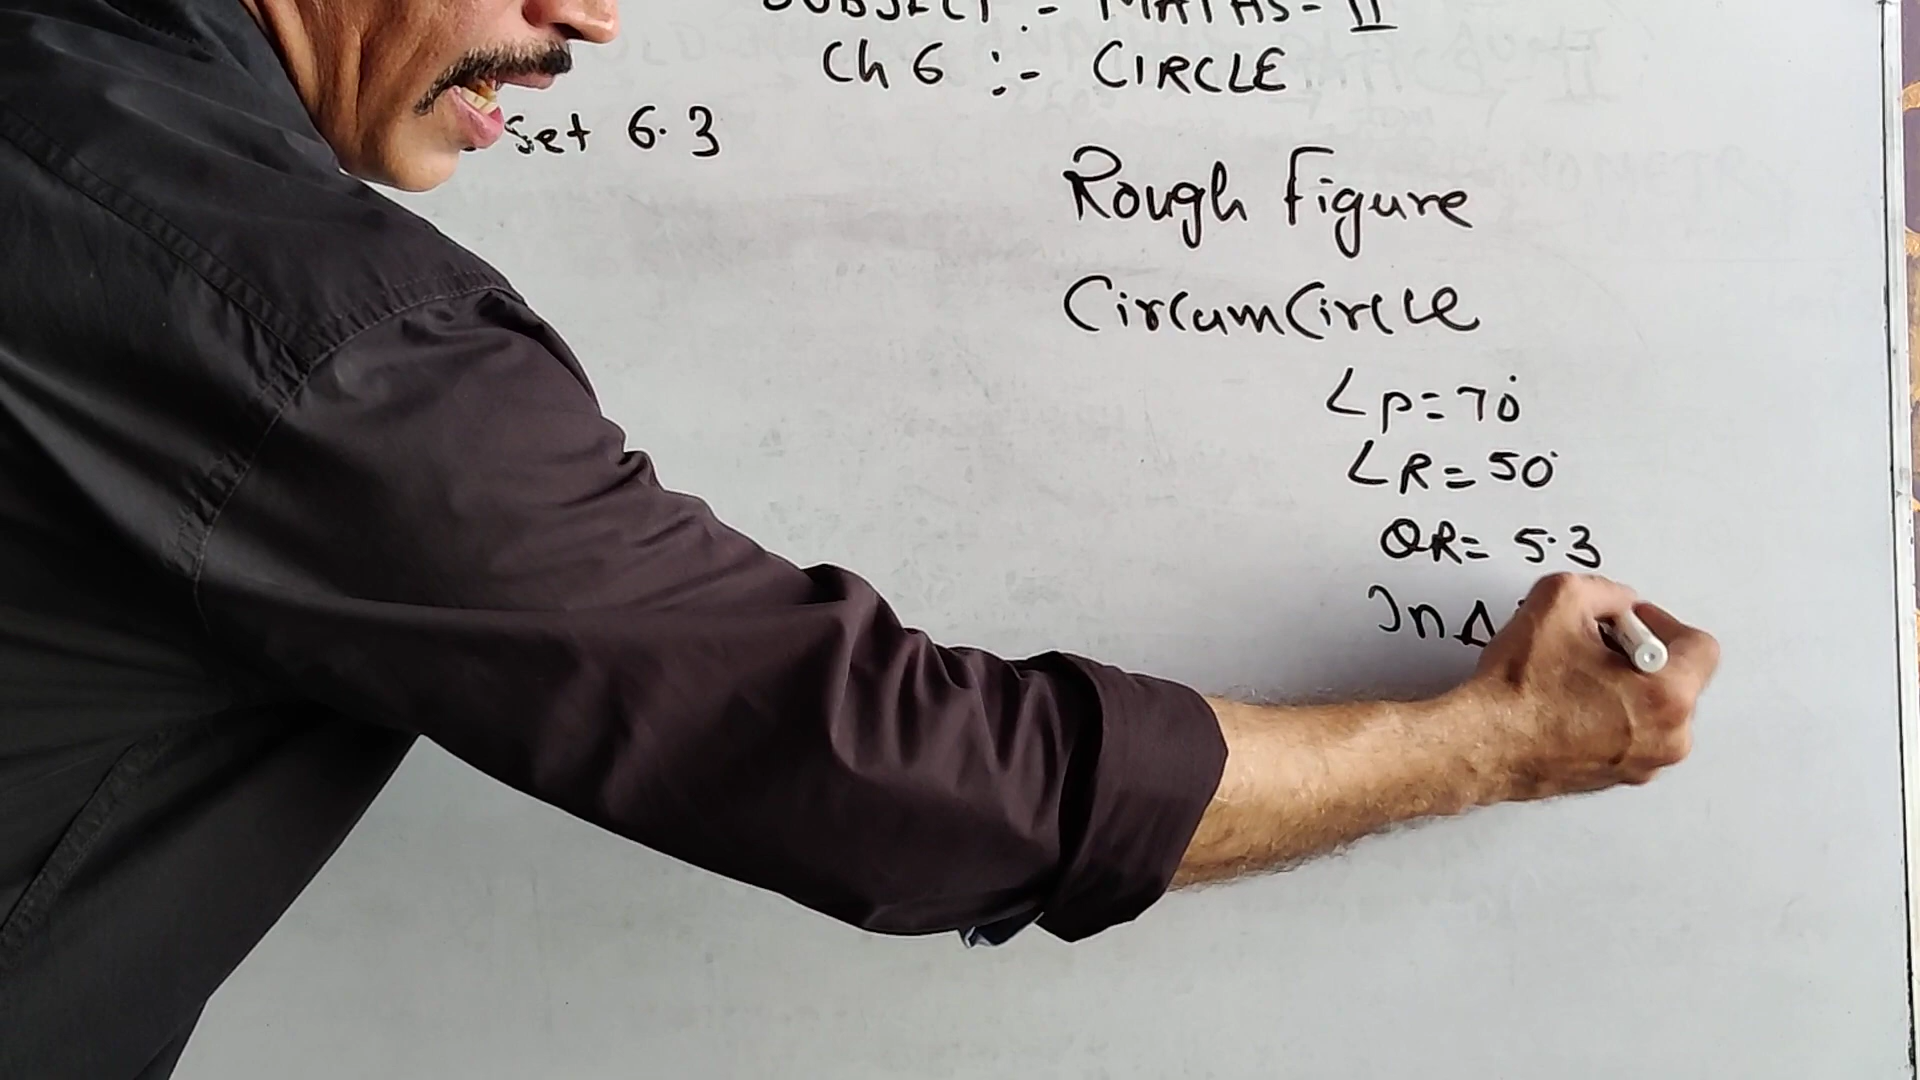 SUBJECT :- MATHS-II
Ch 6 :- CIRCLE
Set 6.3
Rough Figure
CircumCircle
∠P=70°
∠R=50°
QR= 5.3
In Δ